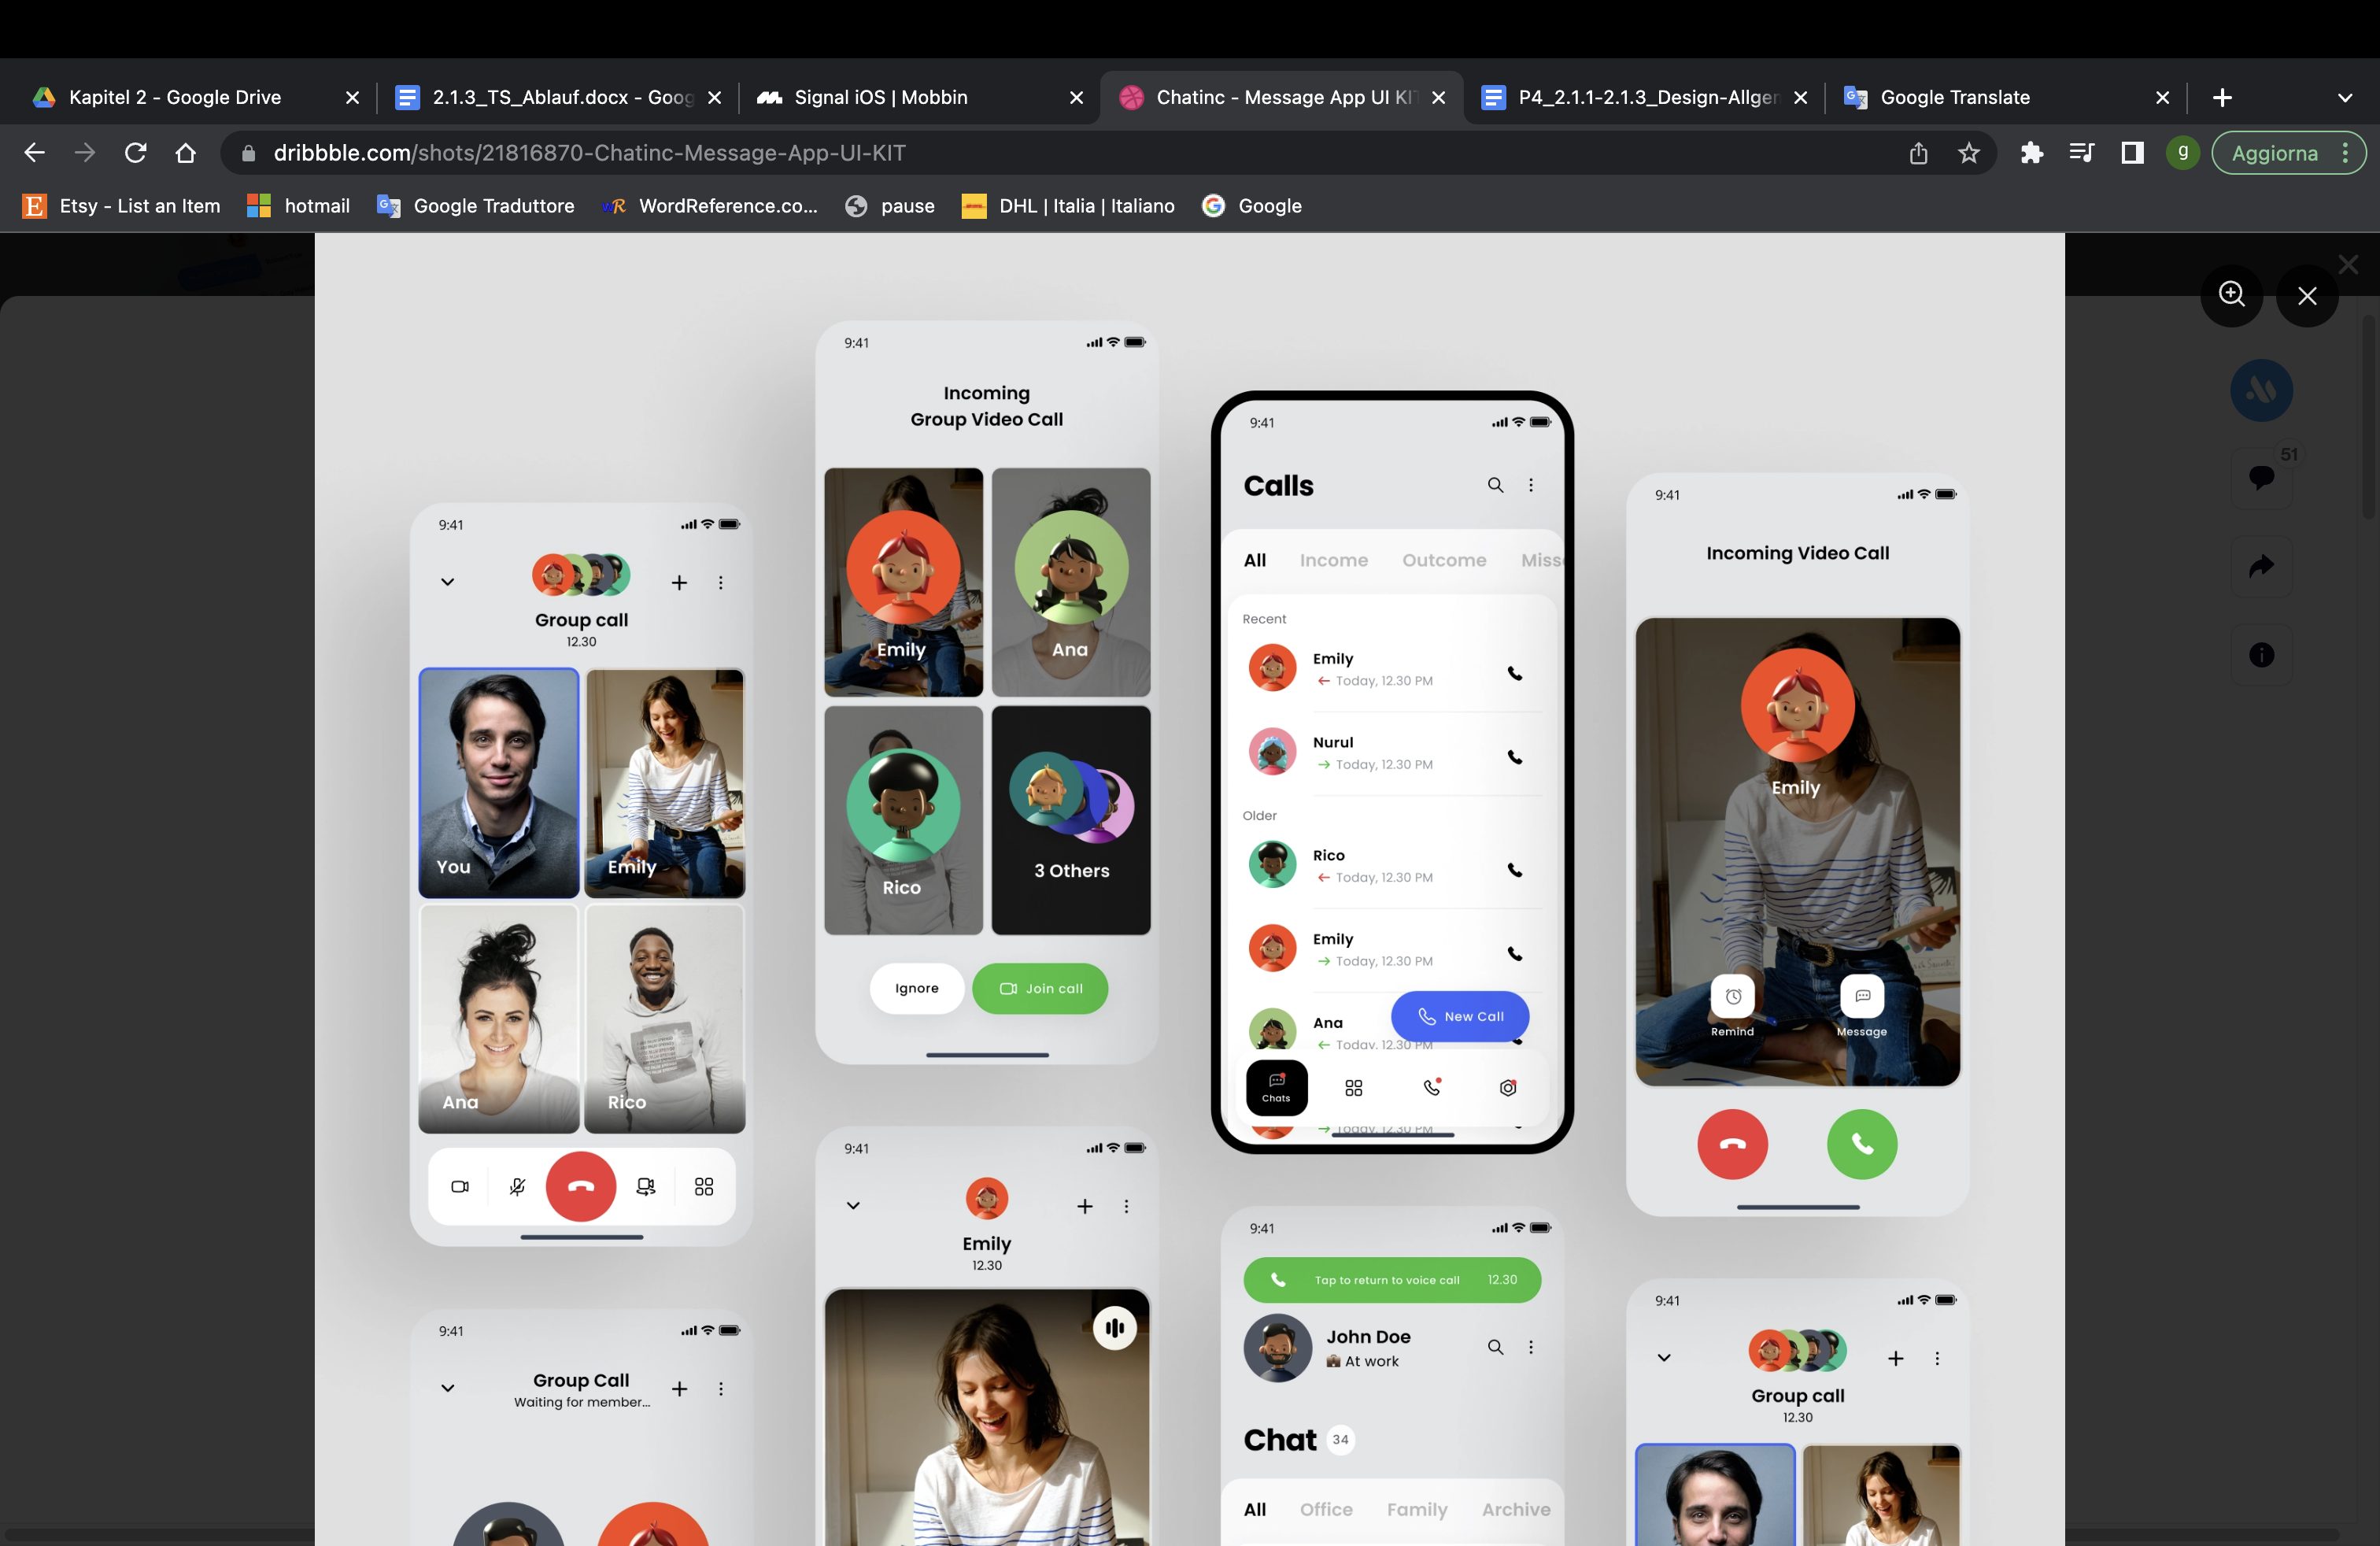 Kapitel 2 - Google Drive
2.1.3_TS_Ablauf.docx - Goog
Signal iOS | Mobbin
Chatinc - Message App UI KIT
P4_2.1.1-2.1.3_Design-Allgem
Google Translate
dribbble.com/shots/21816870-Chatinc-Message-App-UI-KIT
g
Aggiorna
Etsy - List an Item
hotmail
Google Traduttore
WordReference.co...
pause
DHL | Italia | Italiano
Google
51
9:41
Group call
12.30
You
Emily
Ana
Rico
9:41
Group Call
Waiting for member...
9:41
Incoming
Group Video Call
Emily
Ana
Rico
3 Others
Ignore
Join call
9:41
Emily
12.30
9:41
Calls
All Income Outcome Miss
Recent
Emily
Today, 12.30 PM
Nurul
Today, 12.30 PM
Older
Rico
Today, 12.30 PM
Emily
Today, 12.30 PM
Ana
Today, 12.30 PM
New Call
Chats
Today, 12.30 PM
9:41
Tap to return to voice call 12.30
John Doe
At work
Chat 34
All Office Family Archive
9:41
Incoming Video Call
Emily
Remind
Message
9:41
Group call
12.30